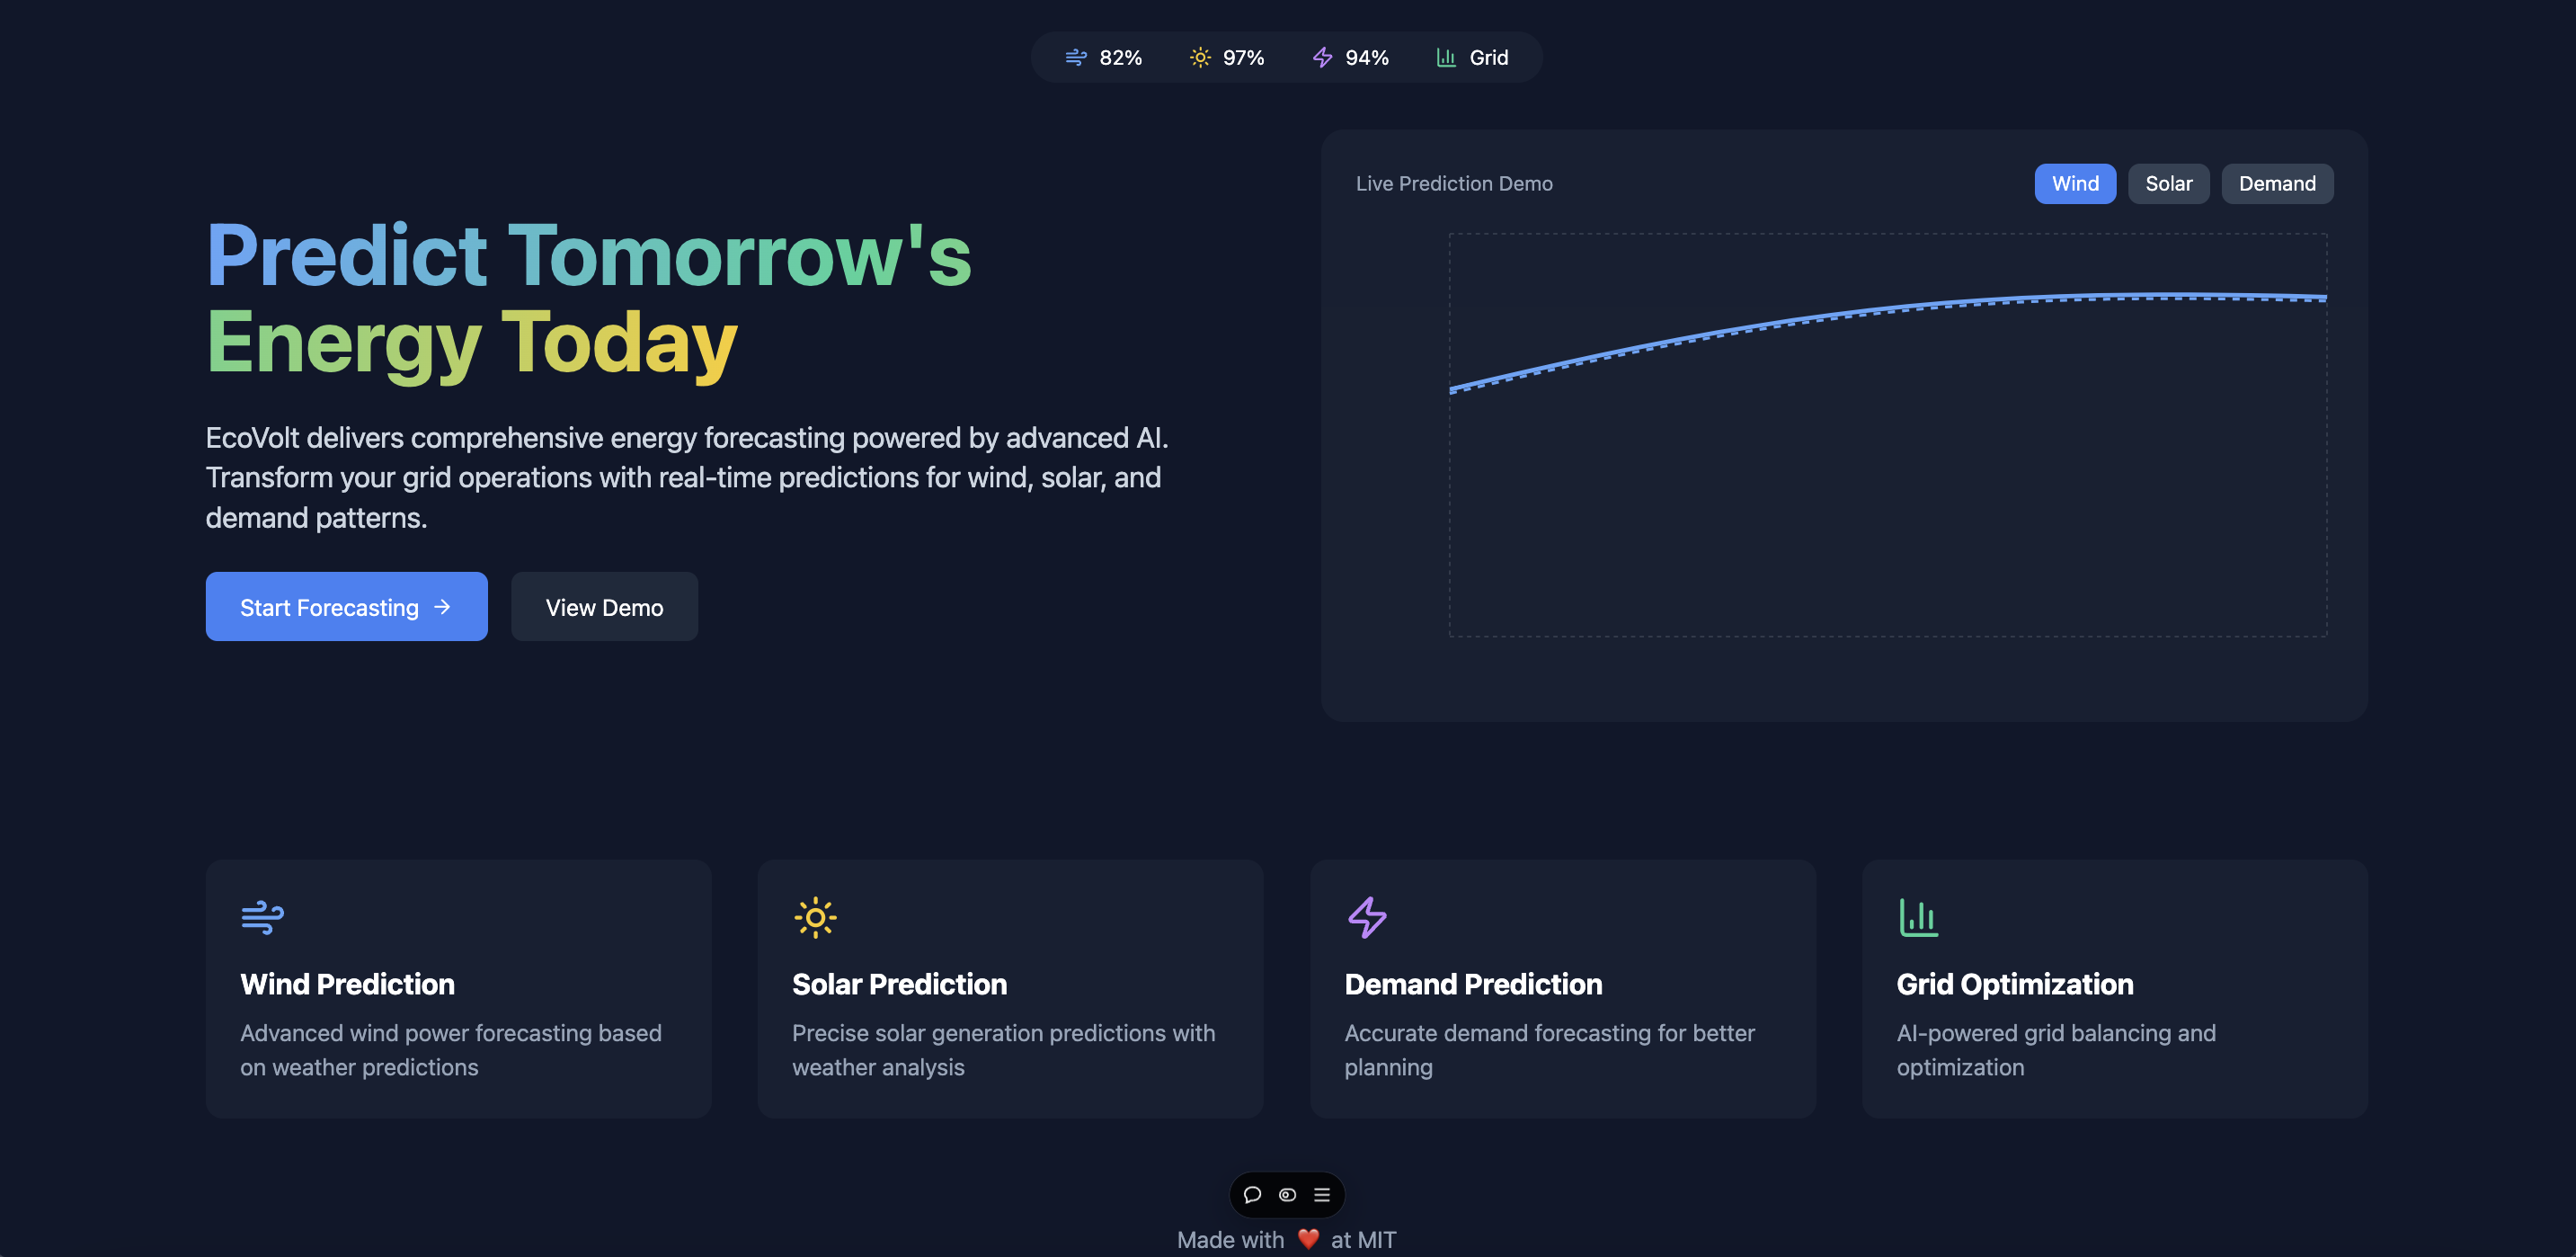 82% 97% 94% Grid
Live Prediction Demo
Wind Solar Demand
Predict Tomorrow's
Energy Today
EcoVolt delivers comprehensive energy forecasting powered by advanced AI.
Transform your grid operations with real-time predictions for wind, solar, and
demand patterns.
Start Forecasting →
View Demo
Wind Prediction
Advanced wind power forecasting based
on weather predictions
Solar Prediction
Precise solar generation predictions with
weather analysis
Demand Prediction
Accurate demand forecasting for better
planning
Grid Optimization
AI-powered grid balancing and
optimization
Made with ❤️ at MIT